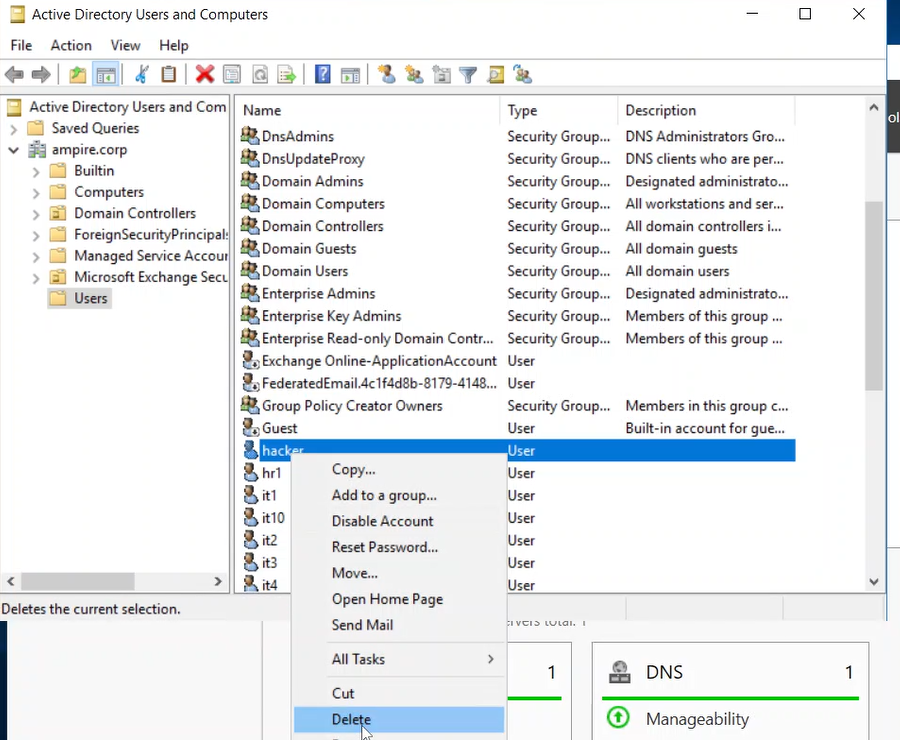 Active Directory Users and Computers
File Action View Help
Active Directory Users and Com
Saved Queries
ampire.corp
Builtin
Computers
Domain Controllers
ForeignSecurityPrincipals
Managed Service Accour
Microsoft Exchange Secu
Users
Name Type Description
DnsAdmins Security Group... DNS Administrators Gro...
DnsUpdateProxy Security Group... DNS clients who are per...
Domain Admins Security Group... Designated administrato...
Domain Computers Security Group... All workstations and ser...
Domain Controllers Security Group... All domain controllers i...
Domain Guests Security Group... All domain guests
Domain Users Security Group... All domain users
Enterprise Admins Security Group... Designated administrato...
Enterprise Key Admins Security Group... Members of this group ...
Enterprise Read-only Domain Contr... Security Group... Members of this group ...
Exchange Online-ApplicationAccount User
FederatedEmail.4c1f4d8b-8179-4148... User
Group Policy Creator Owners Security Group... Members in this group c...
Guest User Built-in account for gue...
hacker User
hr1 User
it1 User
it10 User
it2 User
it3 User
it4 User
Copy...
Add to a group...
Disable Account
Reset Password...
Move...
Open Home Page
Send Mail
All Tasks
Cut
Delete
Deletes the current selection.
ol
total: 1
1
DNS 1
Manageability